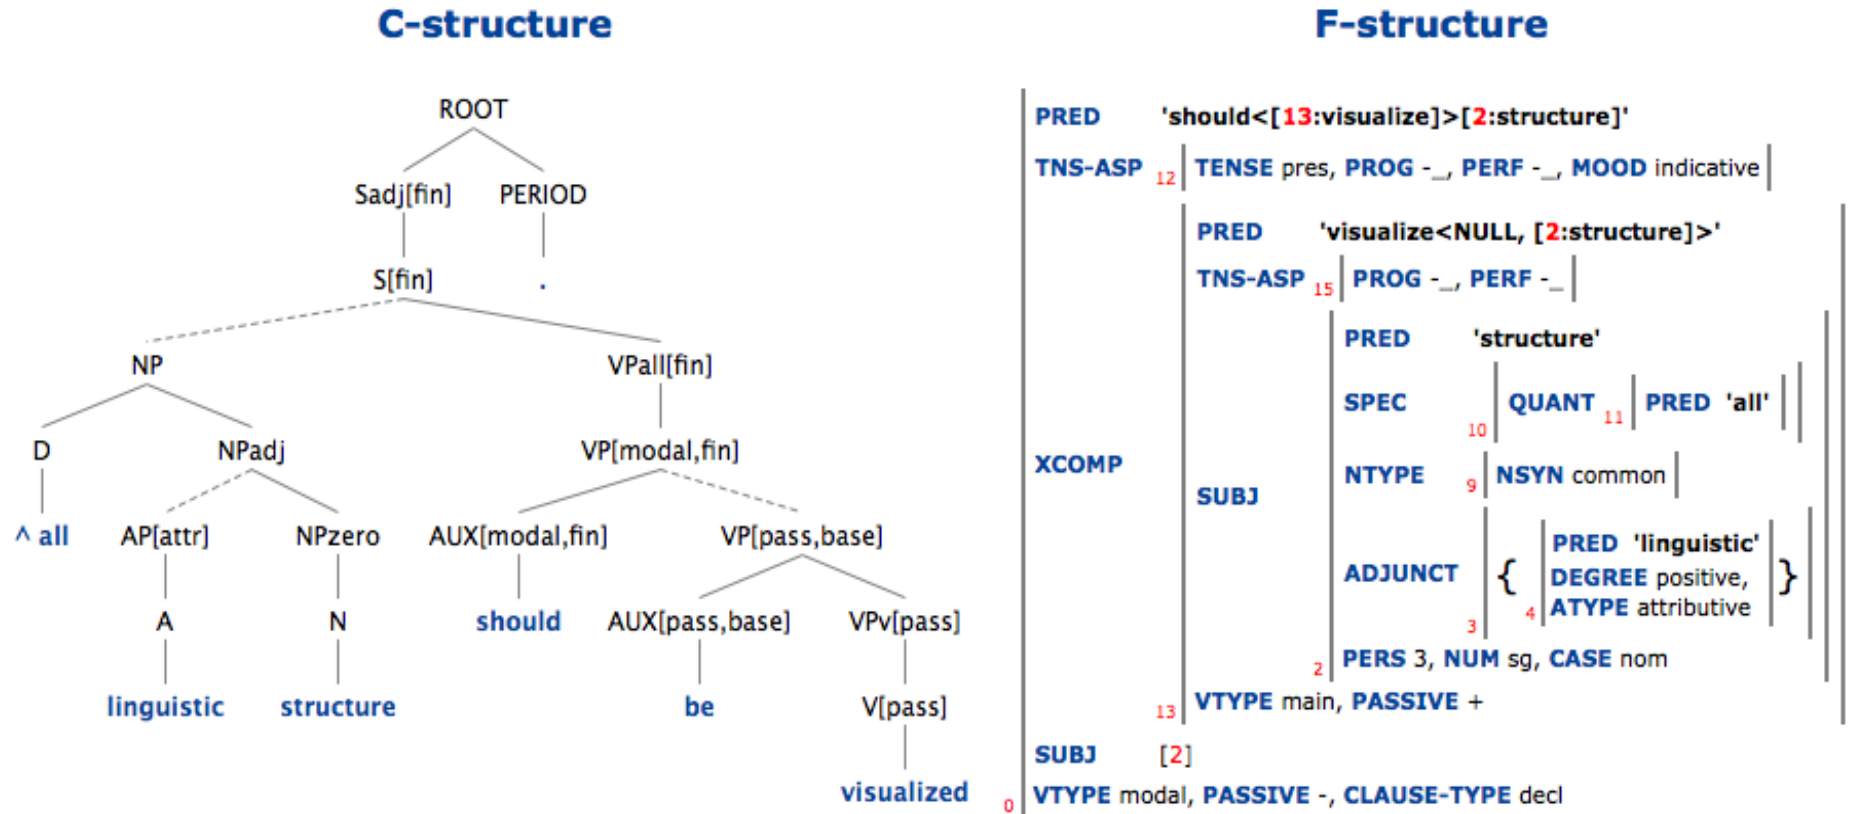 C-structure
ROOT
Sadj[fin] PERIOD
S[fin] .
NP VPall[fin]
D NPadj VP[modal,fin]
^ all AP[attr] NPzero AUX[modal,fin] VP[pass,base]
A N should AUX[pass,base] VPv[pass]
linguistic structure be V[pass]
visualized
F-structure
PRED 'should<[13:visualize]>[2:structure]'
TNS-ASP 12 TENSE pres, PROG -_, PERF -_, MOOD indicative
PRED 'visualize<NULL, [2:structure]>'
TNS-ASP 15 PROG -_, PERF -_
PRED 'structure'
SPEC 10 QUANT 11 PRED 'all'
XCOMP
NTYPE 9 NSYN common
SUBJ
PRED 'linguistic'
ADJUNCT 3 { 4 DEGREE positive, }
ATYPE attributive
2 PERS 3, NUM sg, CASE nom
13 VTYPE main, PASSIVE +
SUBJ [2]
0 VTYPE modal, PASSIVE -, CLAUSE-TYPE decl